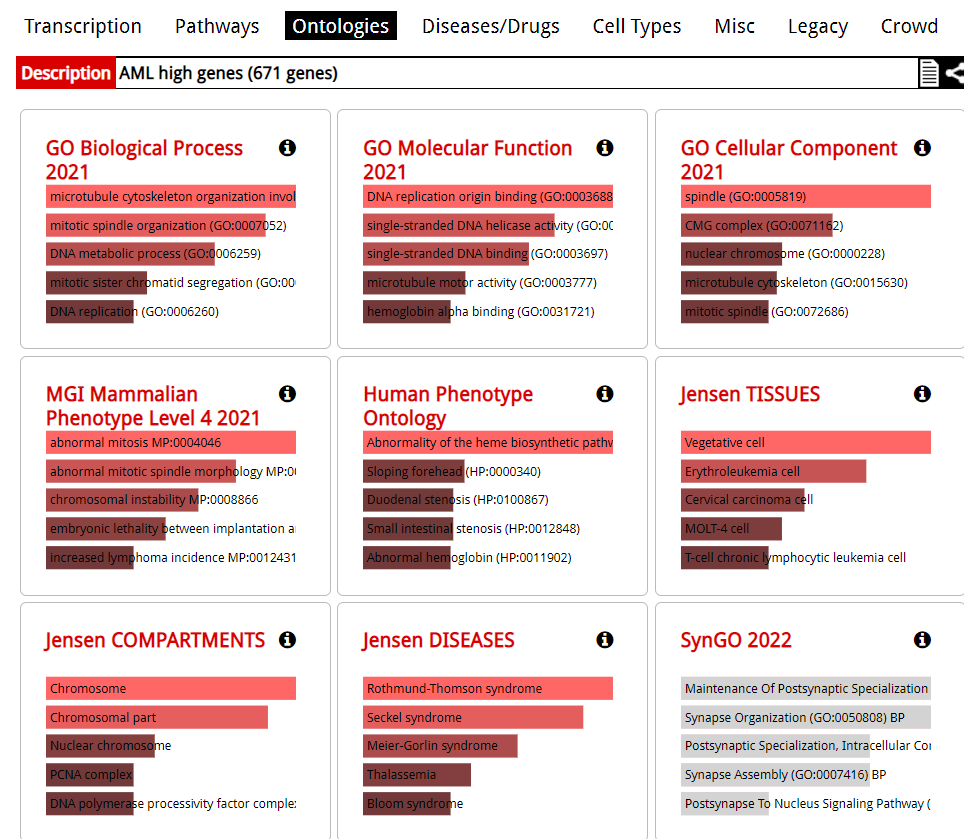 Transcription Pathways Ontologies Diseases/Drugs Cell Types Misc Legacy Crowd
Description AML high genes (671 genes)
GO Biological Process
2021
microtubule cytoskeleton organization invol
mitotic spindle organization (GO:0007052)
DNA metabolic process (GO:0006259)
mitotic sister chromatid segregation (GO:00
DNA replication (GO:0006260)
GO Molecular Function
2021
DNA replication origin binding (GO:0003688
single-stranded DNA helicase activity (GO:00
single-stranded DNA binding (GO:0003697)
microtubule motor activity (GO:0003777)
hemoglobin alpha binding (GO:0031721)
GO Cellular Component
2021
spindle (GO:0005819)
CMG complex (GO:0071162)
nuclear chromosome (GO:0000228)
microtubule cytoskeleton (GO:0015630)
mitotic spindle (GO:0072686)
MGI Mammalian
Phenotype Level 4 2021
abnormal mitosis MP:0004046
abnormal mitotic spindle morphology MP:00
chromosomal instability MP:0008866
embryonic lethality between implantation a
increased lymphoma incidence MP:0012431
Human Phenotype
Ontology
Abnormality of the heme biosynthetic pathw
Sloping forehead (HP:0000340)
Duodenal stenosis (HP:0100867)
Small intestinal stenosis (HP:0012848)
Abnormal hemoglobin (HP:0011902)
Jensen TISSUES
Vegetative cell
Erythroleukemia cell
Cervical carcinoma cell
MOLT-4 cell
T-cell chronic lymphocytic leukemia cell
Jensen COMPARTMENTS
Chromosome
Chromosomal part
Nuclear chromosome
PCNA complex
DNA polymerase processivity factor comple
Jensen DISEASES
Rothmund-Thomson syndrome
Seckel syndrome
Meier-Gorlin syndrome
Thalassemia
Bloom syndrome
SynGO 2022
Maintenance Of Postsynaptic Specialization
Synapse Organization (GO:0050808) BP
Postsynaptic Specialization, Intracellular Co
Synapse Assembly (GO:0007416) BP
Postsynapse To Nucleus Signaling Pathway (